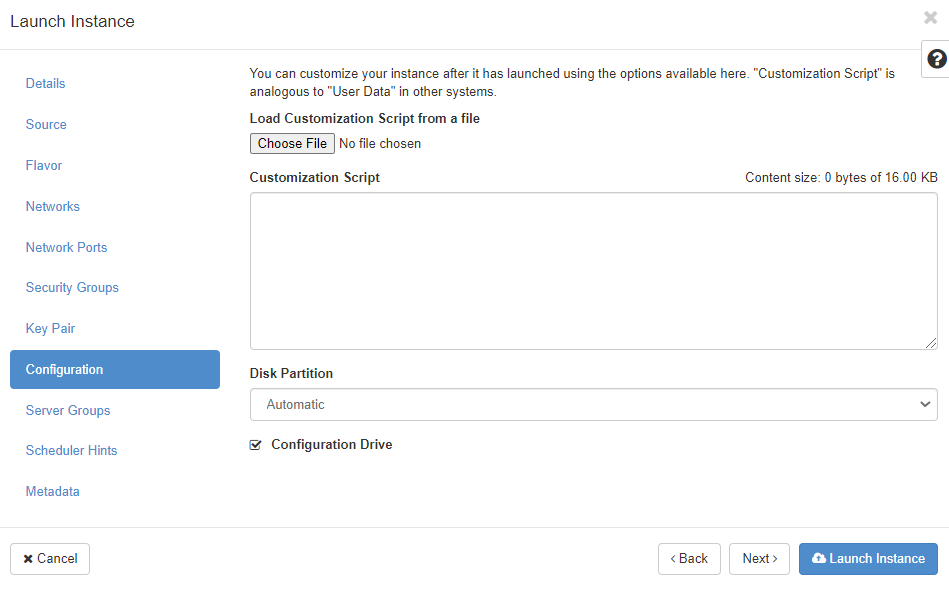 Launch Instance
Details
Source
Flavor
Networks
Network Ports
Security Groups
Key Pair
Configuration
Server Groups
Scheduler Hints
Metadata
You can customize your instance after it has launched using the options available here. "Customization Script" is
analogous to "User Data" in other systems.
Load Customization Script from a file
Choose File No file chosen
Customization Script Content size: 0 bytes of 16.00 KB
Disk Partition
Automatic
Configuration Drive
Cancel
Back
Next
Launch Instance